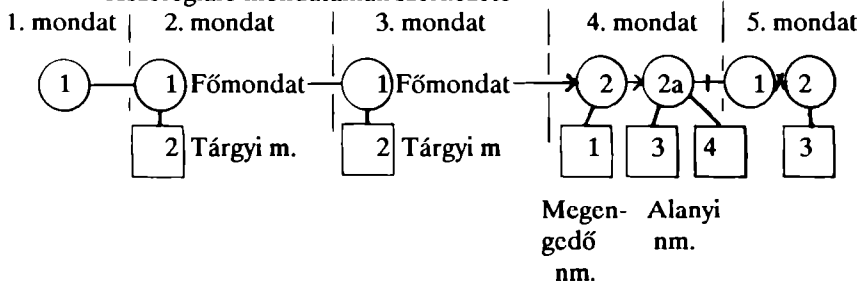 1. mondat 2. mondat 3. mondat 4. mondat 5. mondat
1 1 Főmondat 1 Főmondat 2 2a 1 2
2 Tárgyi m. 2 Tárgyi m 1 3 4 3
Megen- Alanyi
gedő nm.
nm.